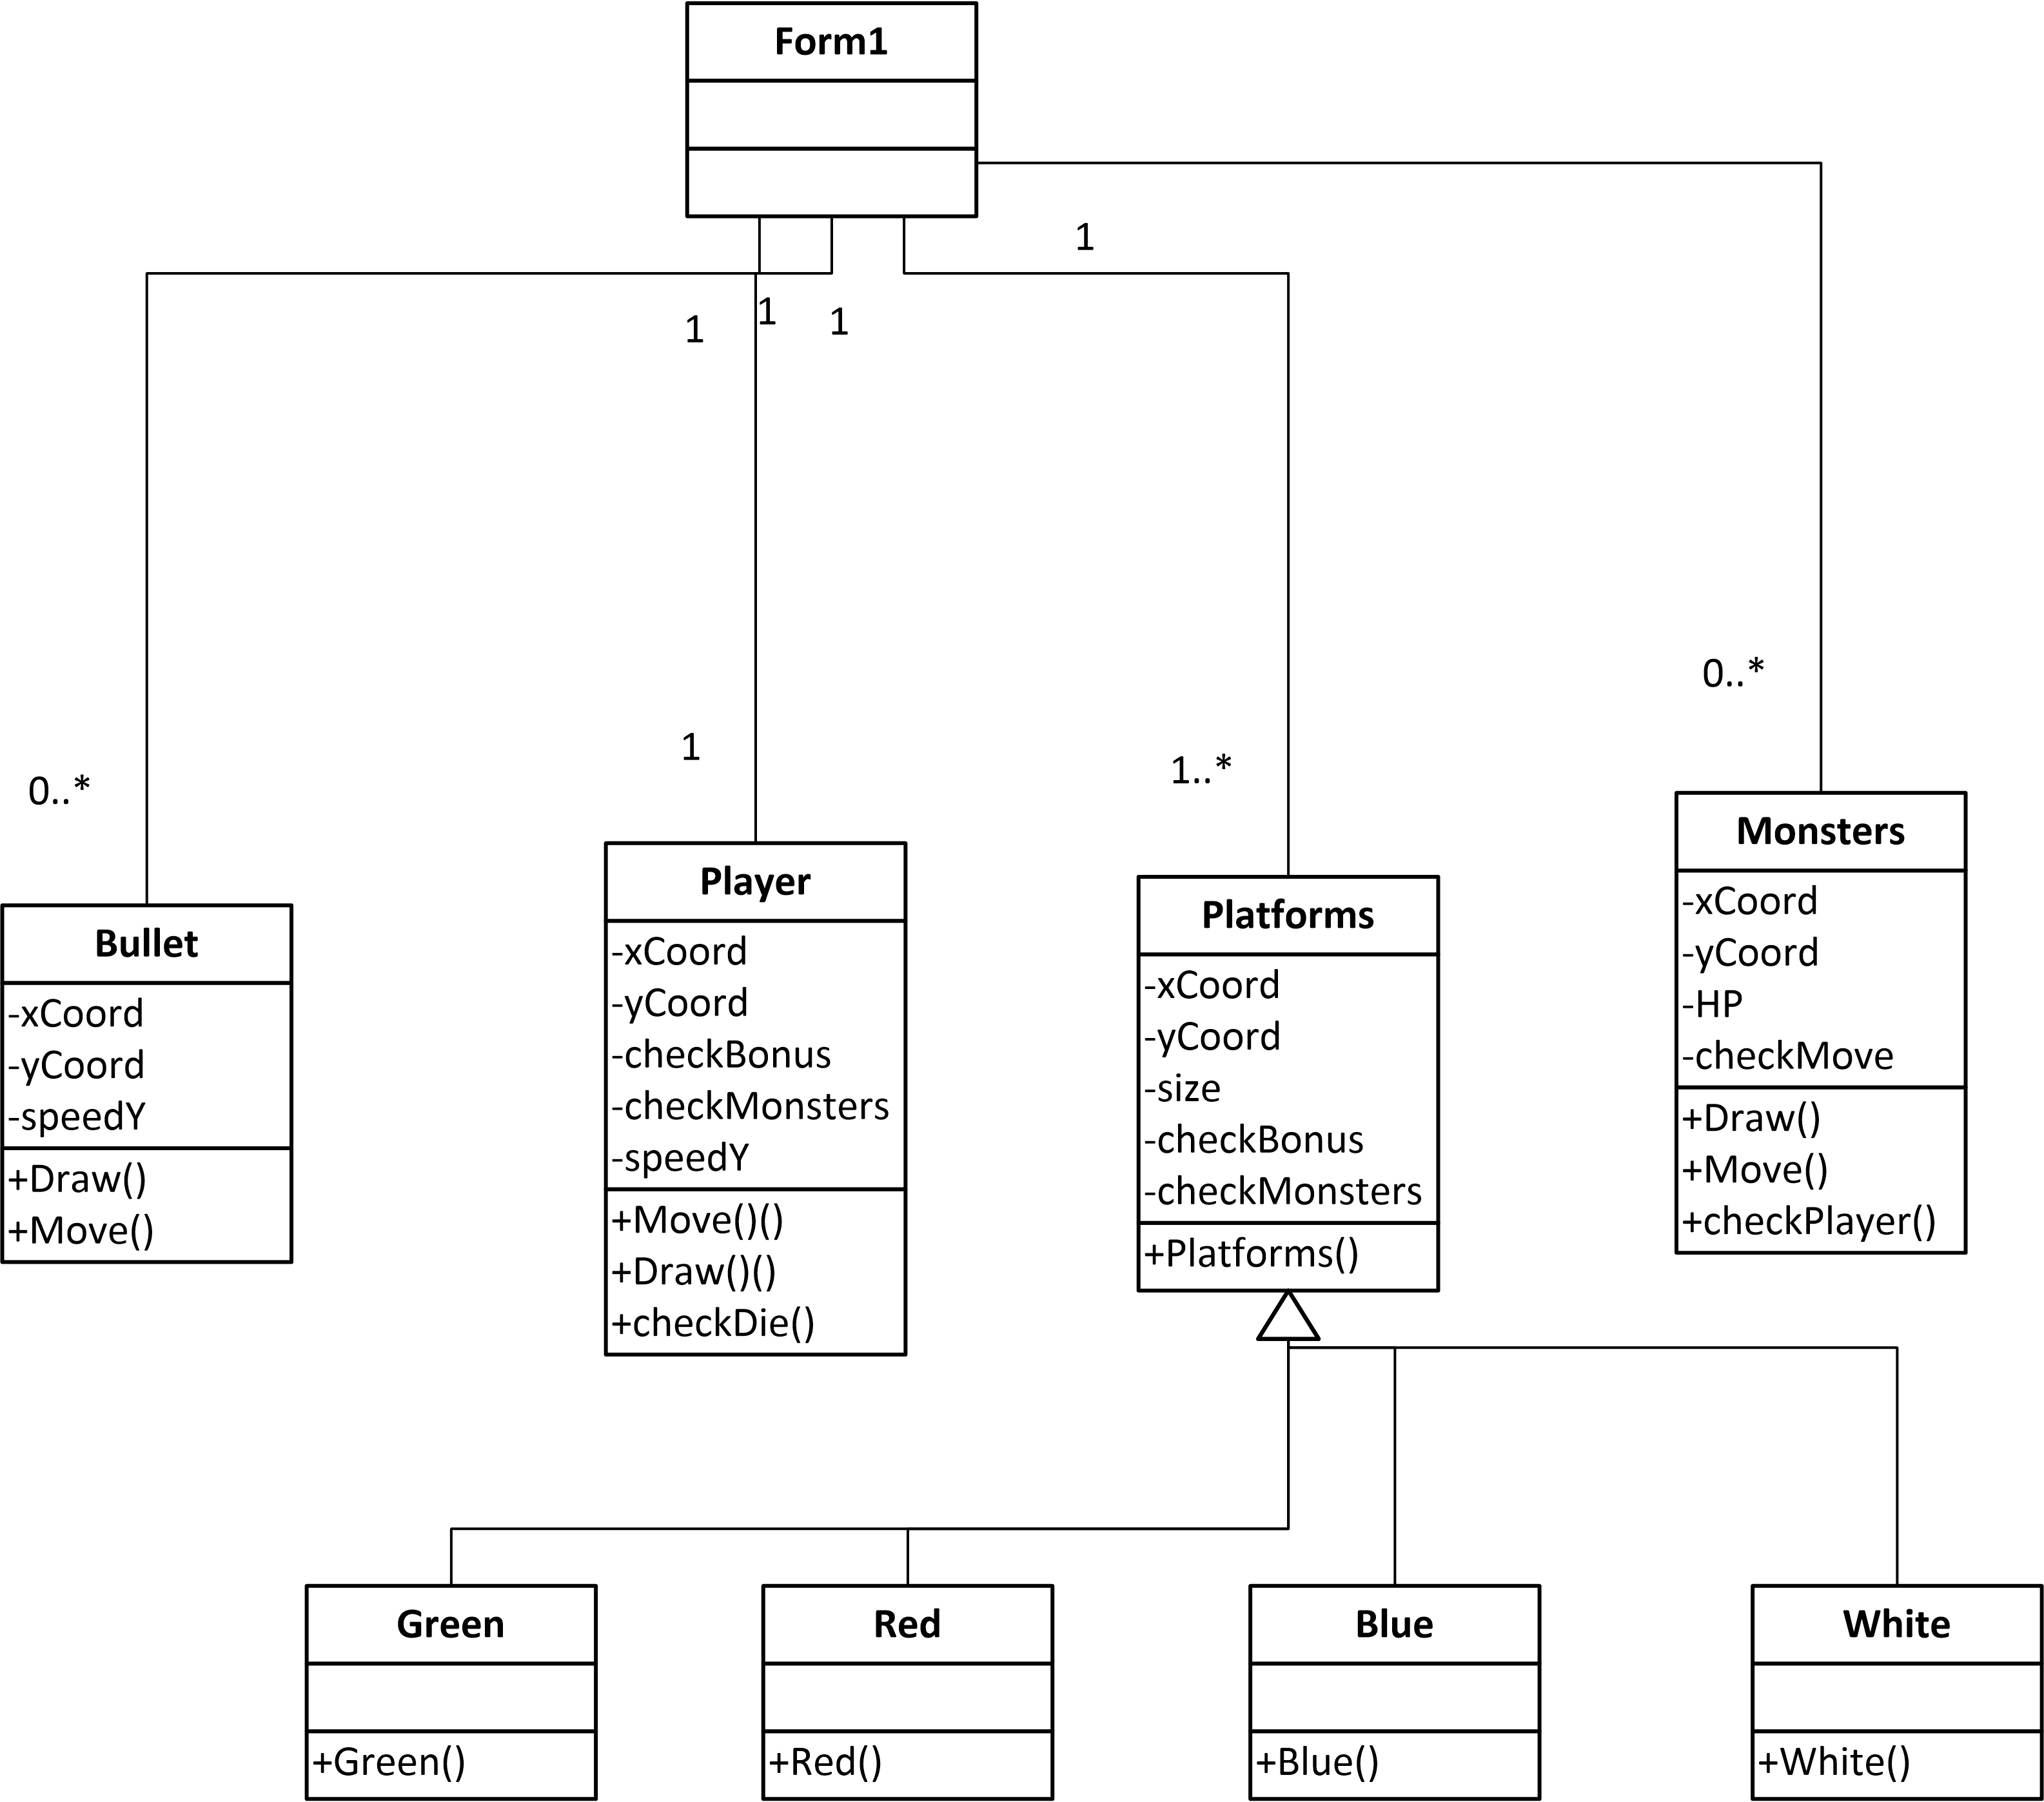 Form1
1
1
1
1
0..*
1
1..*
0..*
Bullet
-xCoord
-yCoord
-speedY
+Draw()
+Move()
Player
-xCoord
-yCoord
-checkBonus
-checkMonsters
-speedY
+Move()()
+Draw()()
+checkDie()
Platforms
-xCoord
-yCoord
-size
-checkBonus
-checkMonsters
+Platforms()
Monsters
-xCoord
-yCoord
-HP
-checkMove
+Draw()
+Move()
+checkPlayer()
Green
+Green()
Red
+Red()
Blue
+Blue()
White
+White()